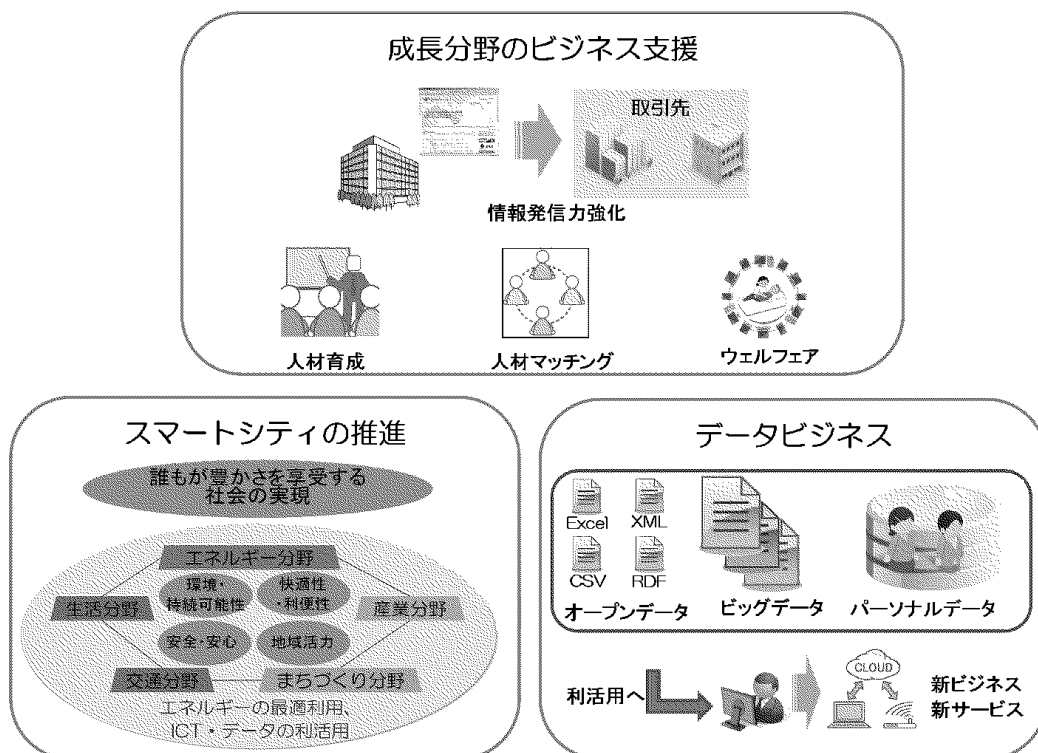 成長分野のビジネス支援
取引先
情報発信力強化
人材育成
人材マッチング
ウェルフェア
スマートシティの推進
誰もが豊かさを享受する
社会の実現
エネルギー分野
環境・
持続可能性
快適性
・利便性
生活分野
産業分野
安全・安心
地域活力
交通分野
まちづくり分野
エネルギーの最適利用、
ICT・データの利活用
データビジネス
Excel
XML
CSV
RDF
オープンデータ
ビッグデータ
パーソナルデータ
利活用へ
CLOUD
新ビジネス
新サービス